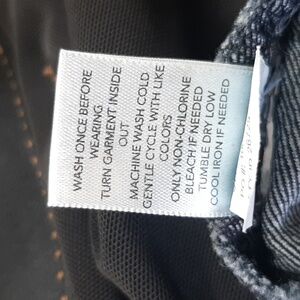 WASH ONCE BEFORE
WEARING
TURN GARMENT INSIDE
OUT
MACHINE WASH COLD
GENTLE CYCLE WITH LIKE
COLORS
ONLY NON-CHLORINE
BLEACH IF NEEDED
TUMBLE DRY LOW
COOL IRON IF NEEDED